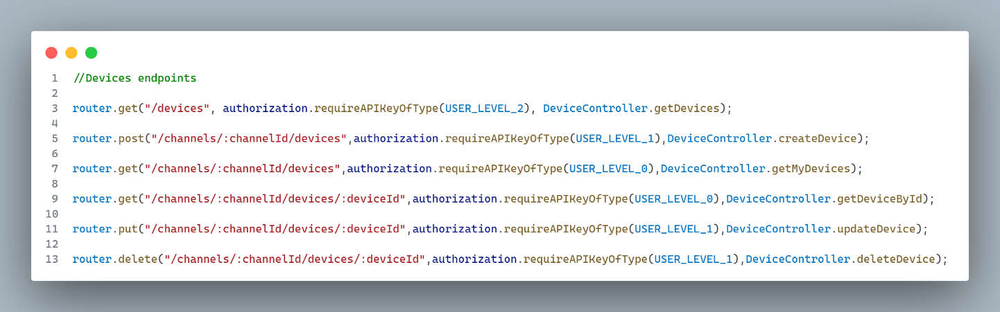 1 //Devices endpoints
2
3 router.get("/devices", authorization.requireAPIKeyOfType(USER_LEVEL_2), DeviceController.getDevices);
4
5 router.post("/channels/:channelId/devices",authorization.requireAPIKeyOfType(USER_LEVEL_1),DeviceController.createDevice);
6
7 router.get("/channels/:channelId/devices",authorization.requireAPIKeyOfType(USER_LEVEL_0),DeviceController.getMyDevices);
8
9 router.get("/channels/:channelId/devices/:deviceId",authorization.requireAPIKeyOfType(USER_LEVEL_0),DeviceController.getDeviceById);
10
11 router.put("/channels/:channelId/devices/:deviceId",authorization.requireAPIKeyOfType(USER_LEVEL_1),DeviceController.updateDevice);
12
13 router.delete("/channels/:channelId/devices/:deviceId",authorization.requireAPIKeyOfType(USER_LEVEL_1),DeviceController.deleteDevice);